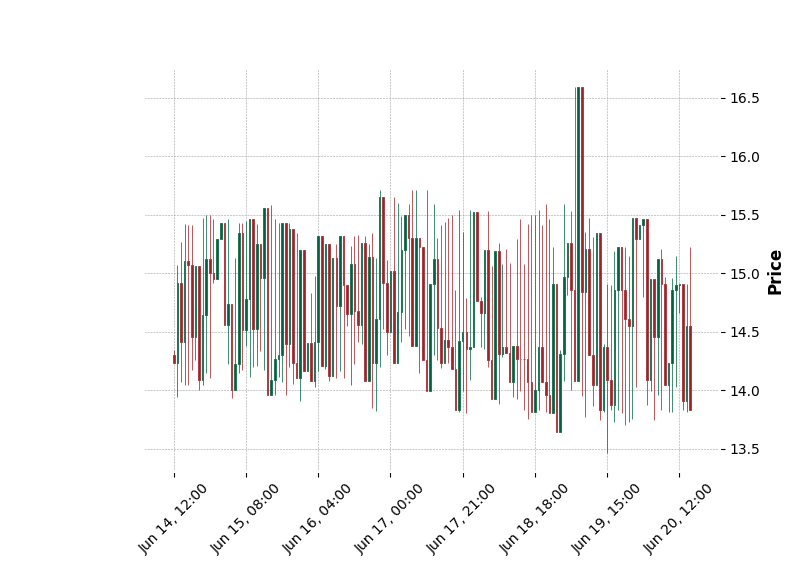 16.5
16.0
15.5
15.0
14.5
14.0
13.5
Price
Jun 14, 12:00
Jun 15, 08:00
Jun 16, 04:00
Jun 17, 00:00
Jun 17, 21:00
Jun 18, 18:00
Jun 19, 15:00
Jun 20, 12:00